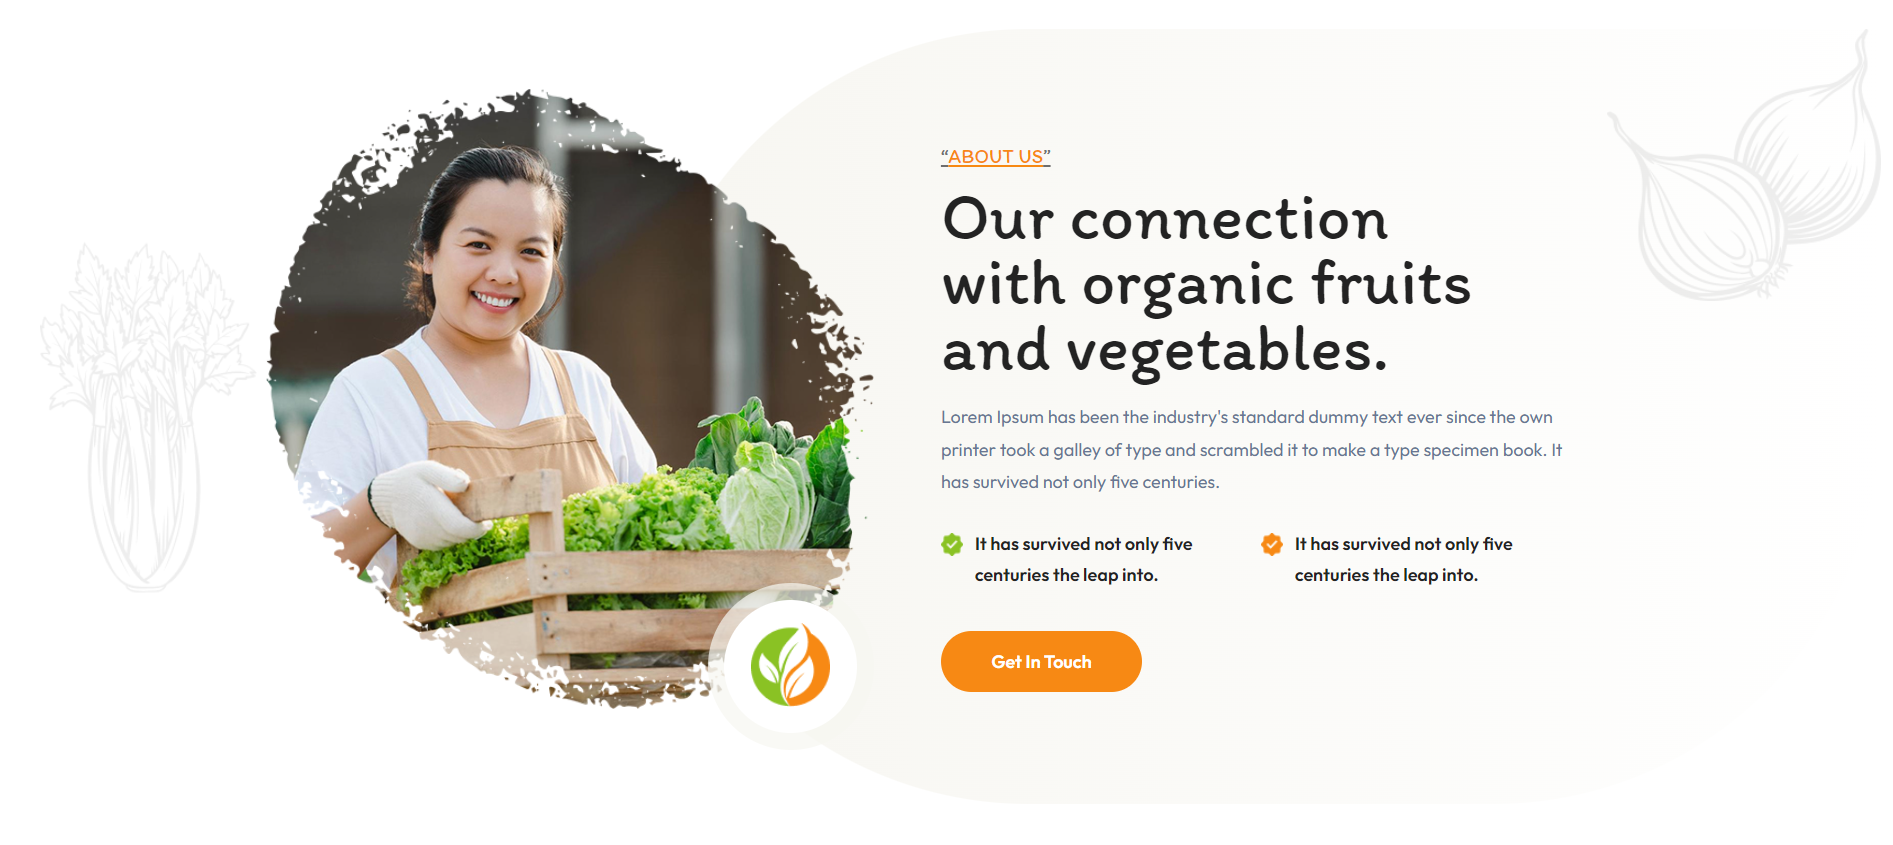 “ABOUT US”
Our connection
with organic fruits
and vegetables.
Lorem Ipsum has been the industry's standard dummy text ever since the own
printer took a galley of type and scrambled it to make a type specimen book. It
has survived not only five centuries.
It has survived not only five
centuries the leap into.
It has survived not only five
centuries the leap into.
Get In Touch